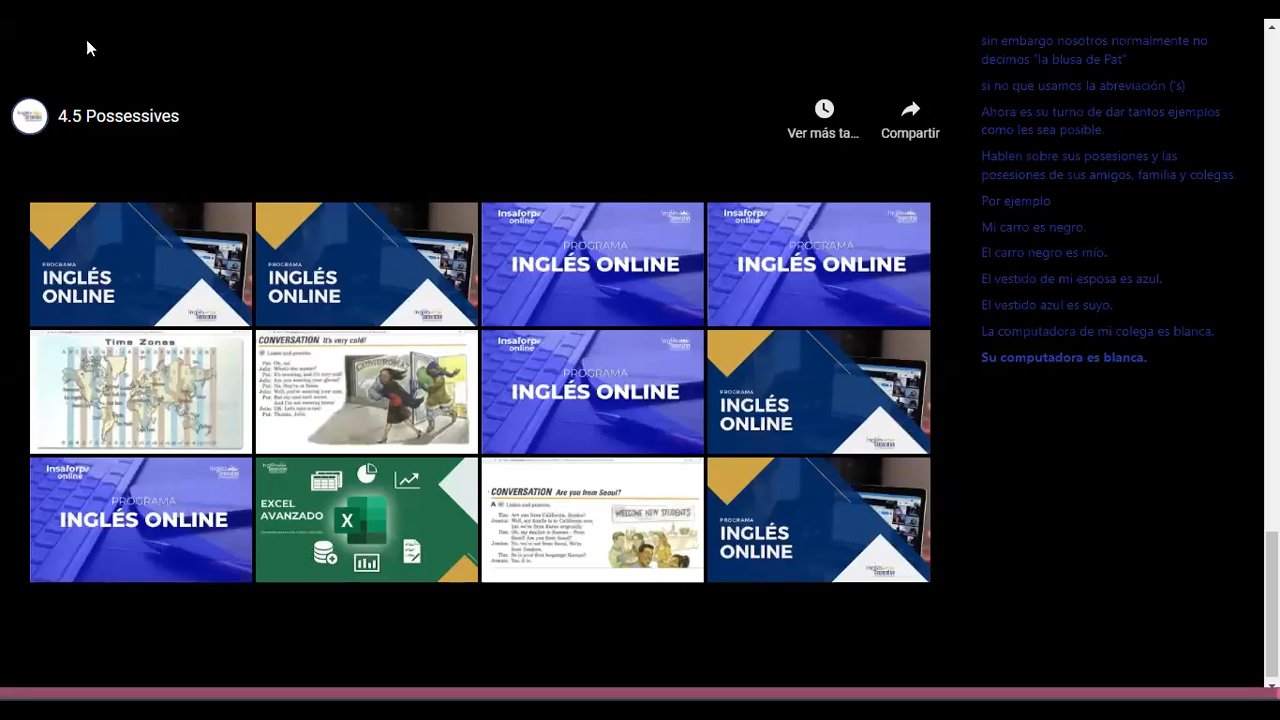 4.5 Possessives
Ver más ta...
Compartir
sin embargo nosotros normalmente no
decimos "la blusa de Pat"
si no que usamos la abreviación ('s)
Ahora es su turno de dar tantos ejemplos
como les sea posible.
Hablen sobre sus posesiones y las
posesiones de sus amigos, familia y colegas.
Por ejemplo
Mi carro es negro.
El carro negro es mío.
El vestido de mi esposa es azul.
El vestido azul es suyo.
La computadora de mi colega es blanca.
Su computadora es blanca.
PROGRAMA
INGLÉS
ONLINE
PROGRAMA
INGLÉS
ONLINE
Insaforp
online
PROGRAMA
INGLÉS ONLINE
Insaforp
online
PROGRAMA
INGLÉS ONLINE
Time Zones
CONVERSATION It's very cold!
Insaforp
online
PROGRAMA
INGLÉS ONLINE
PROGRAMA
INGLÉS
ONLINE
Insaforp
online
PROGRAMA
INGLÉS ONLINE
EXCEL
AVANZADO
CONVERSATION Are you from Seoul?
WELCOME NEW STUDENTS
PROGRAMA
INGLÉS
ONLINE